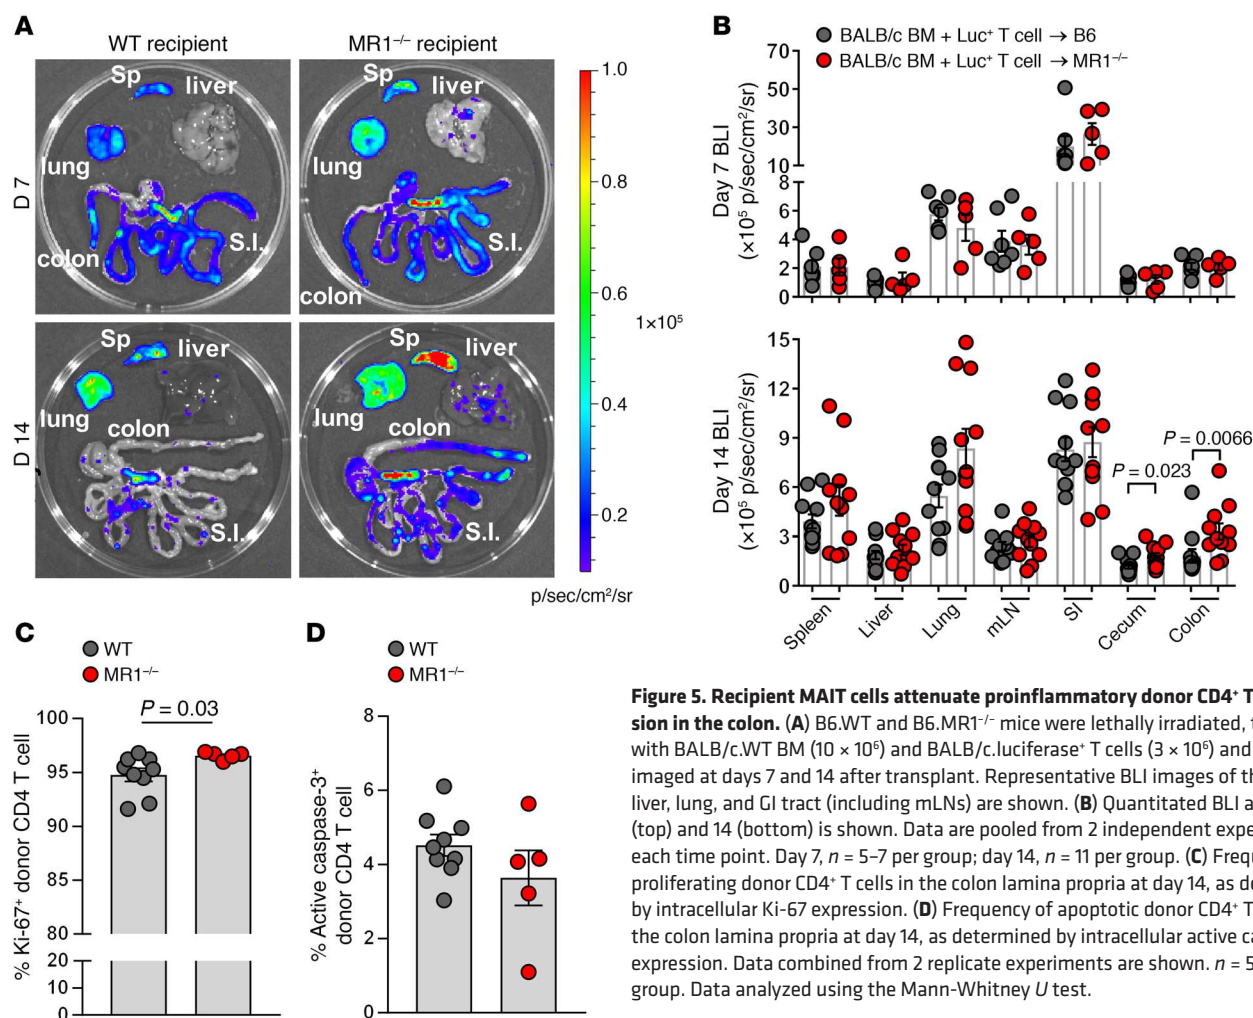 A
WT recipient
MR1–/– recipient
D 7
Sp
liver
lung
colon
S.I.
Sp
liver
lung
colon
S.I.
D 14
Sp
liver
lung
colon
S.I.
Sp
liver
lung
colon
S.I.
1.0
0.8
0.6
1×10⁵
0.4
0.2
p/sec/cm²/sr
B
BALB/c BM + Luc⁺ T cell → B6
BALB/c BM + Luc⁺ T cell → MR1–/–
Day 7 BLI
(×10⁵ p/sec/cm²/sr)
70
50
30
10
8
6
4
2
0
Day 14 BLI
(×10⁵ p/sec/cm²/sr)
15
12
9
6
3
0
P = 0.023
P = 0.0066
Spleen
Liver
Lung
mLN
SI
Cecum
Colon
C
WT
MR1–/–
% Ki-67⁺ donor CD4 T cell
P = 0.03
100
95
90
85
80
20
10
0
D
WT
MR1–/–
% Active caspase-3⁺
donor CD4⁺ T cell
8
6
4
2
0
Figure 5. Recipient MAIT cells attenuate proinflammatory donor CD4⁺ T
sion in the colon. (A) B6.WT and B6.MR1–/– mice were lethally irradiated, t
with BALB/c.WT BM (10 × 10⁶) and BALB/c.luciferase⁺ T cells (3 × 10⁶) and
imaged at days 7 and 14 after transplant. Representative BLI images of th
liver, lung, and GI tract (including mLNs) are shown. (B) Quantitated BLI a
(top) and 14 (bottom) is shown. Data are pooled from 2 independent expe
each time point. Day 7, n = 5–7 per group; day 14, n = 11 per group. (C) Frequ
proliferating donor CD4⁺ T cells in the colon lamina propria at day 14, as de
by intracellular Ki-67 expression. (D) Frequency of apoptotic donor CD4⁺ T
the colon lamina propria at day 14, as determined by intracellular active ca
expression. Data combined from 2 replicate experiments are shown. n = 5
group. Data analyzed using the Mann-Whitney U test.